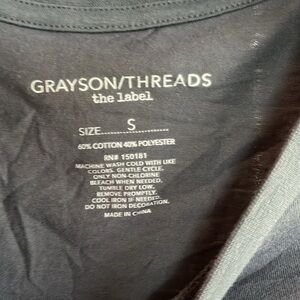 GRAYSON/THREADS
the label
SIZE............S............
60% COTTON 40% POLYESTER
RN# 150181
MACHINE WASH COLD WITH LIKE
COLORS. GENTLE CYCLE.
ONLY NON-CHLORINE
BLEACH WHEN NEEDED.
TUMBLE DRY LOW.
REMOVE PROMPTLY.
COOL IRON IF NEEDED.
DO NOT IRON DECORATION.
MADE IN CHINA